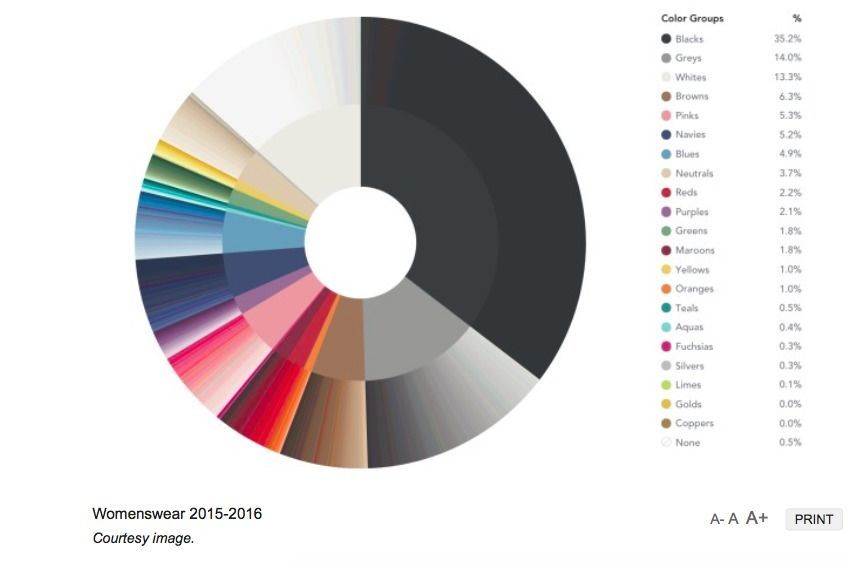 Color Groups %
Blacks 35.2%
Greys 14.0%
Whites 13.3%
Browns 6.3%
Pinks 5.3%
Navies 5.2%
Blues 4.9%
Neutrals 3.7%
Reds 2.2%
Purples 2.1%
Greens 1.8%
Maroons 1.8%
Yellows 1.0%
Oranges 1.0%
Teals 0.5%
Aquas 0.4%
Fuchsias 0.3%
Silvers 0.3%
Limes 0.1%
Golds 0.0%
Coppers 0.0%
None 0.5%
Womenswear 2015-2016
Courtesy image.
A- A A+ PRINT